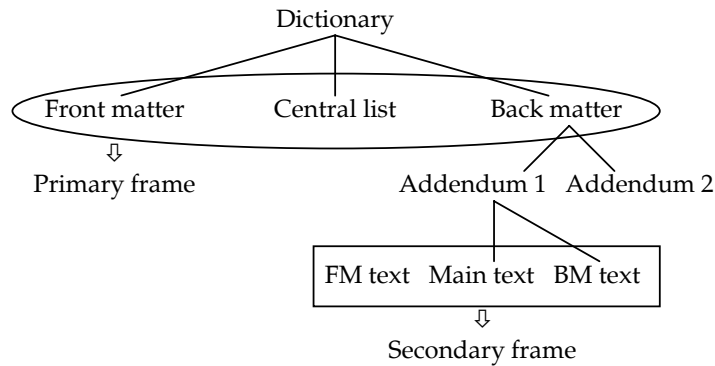 Dictionary
Front matter Central list Back matter
⇩
Primary frame
Addendum 1 Addendum 2
FM text Main text BM text
⇩
Secondary frame